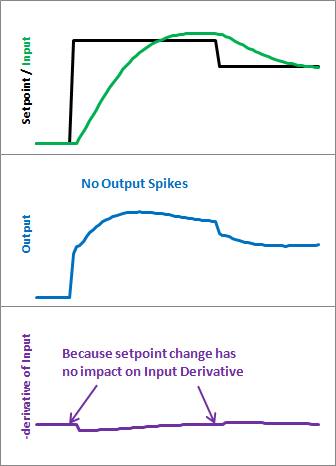 Setpoint / Input
No Output Spikes
Output
Because setpoint change has
no impact on Input Derivative
-derivative of Input